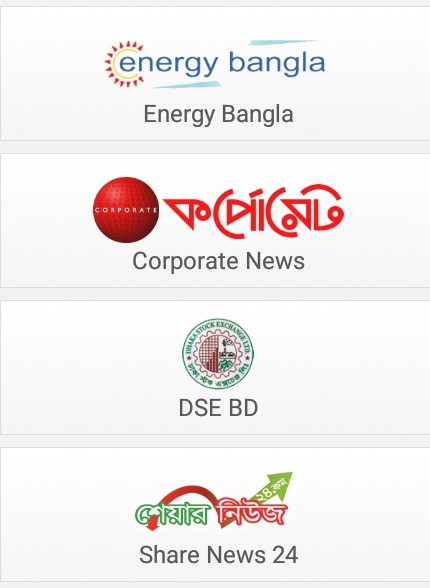 energy bangla
Energy Bangla
CORPORATE কর্পোরেট
Corporate News
DHAKA STOCK EXCHANGE LTD.
ঢাকা স্টক এক্সচেঞ্জ লিঃ
DSE BD
২৪.কম
শেয়ার নিউজ
Share News 24